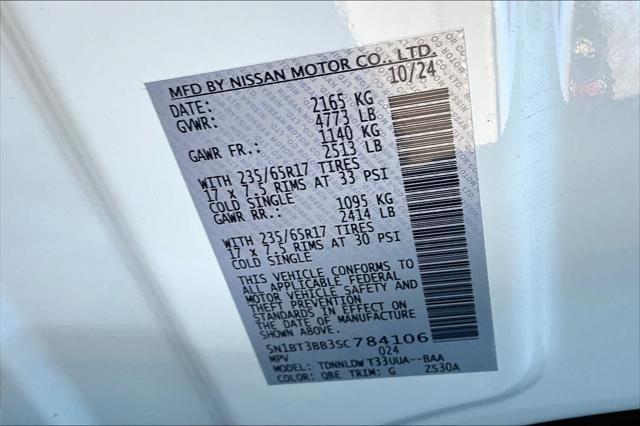 MFD BY NISSAN MOTOR CO., LTD.
DATE: 10/24
GVWR: 2165 KG
4773 LB
GAWR FR.: 1140 KG
2513 LB
WITH 235/65R17 TIRES
17 X 7.5 RIMS AT 33 PSI
COLD SINGLE
GAWR RR.: 1095 KG
2414 LB
WITH 235/65R17 TIRES
17 X 7.5 RIMS AT 30 PSI
COLD SINGLE
THIS VEHICLE CONFORMS TO
ALL APPLICABLE FEDERAL
MOTOR VEHICLE SAFETY AND
THEFT PREVENTION
STANDARDS IN EFFECT ON
THE DATE OF MANUFACTURE
SHOWN ABOVE.
5N1BT3BB3SC784106
MPV 024
MODEL: TDNNLDW T33UUA--BAA
COLOR: QBE TRIM: G ZS30A